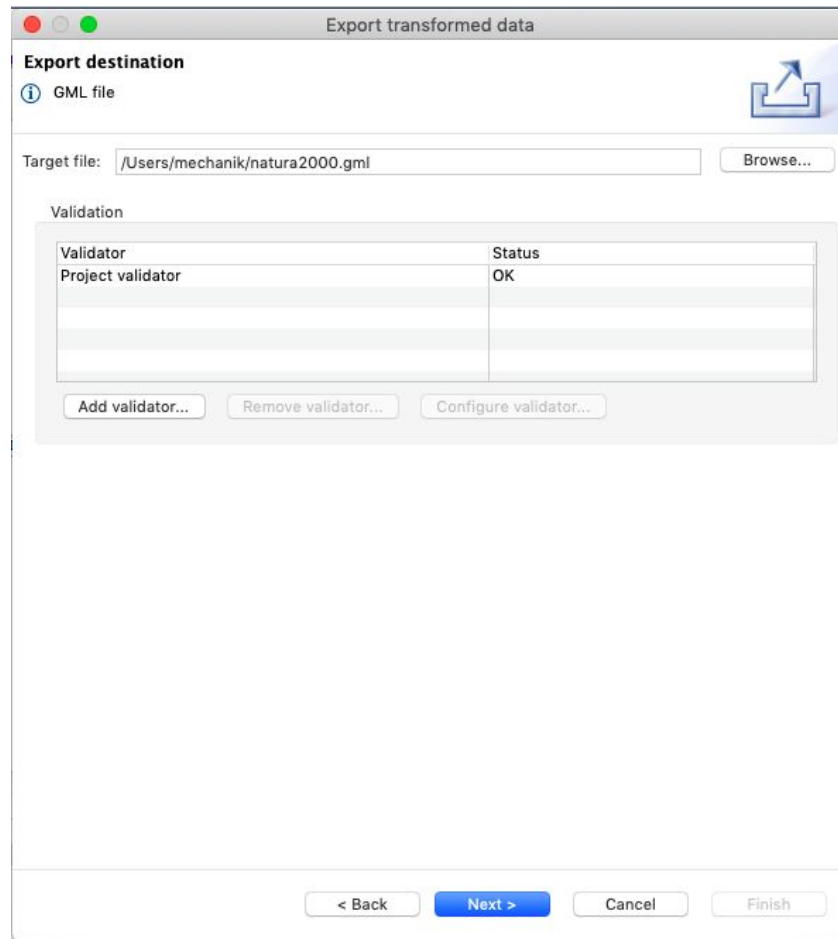 Export transformed data
Export destination
GML file
Target file: /Users/mechanik/natura2000.gml Browse...
Validation
Validator Status
Project validator OK
Add validator... Remove validator... Configure validator...
< Back Next > Cancel Finish